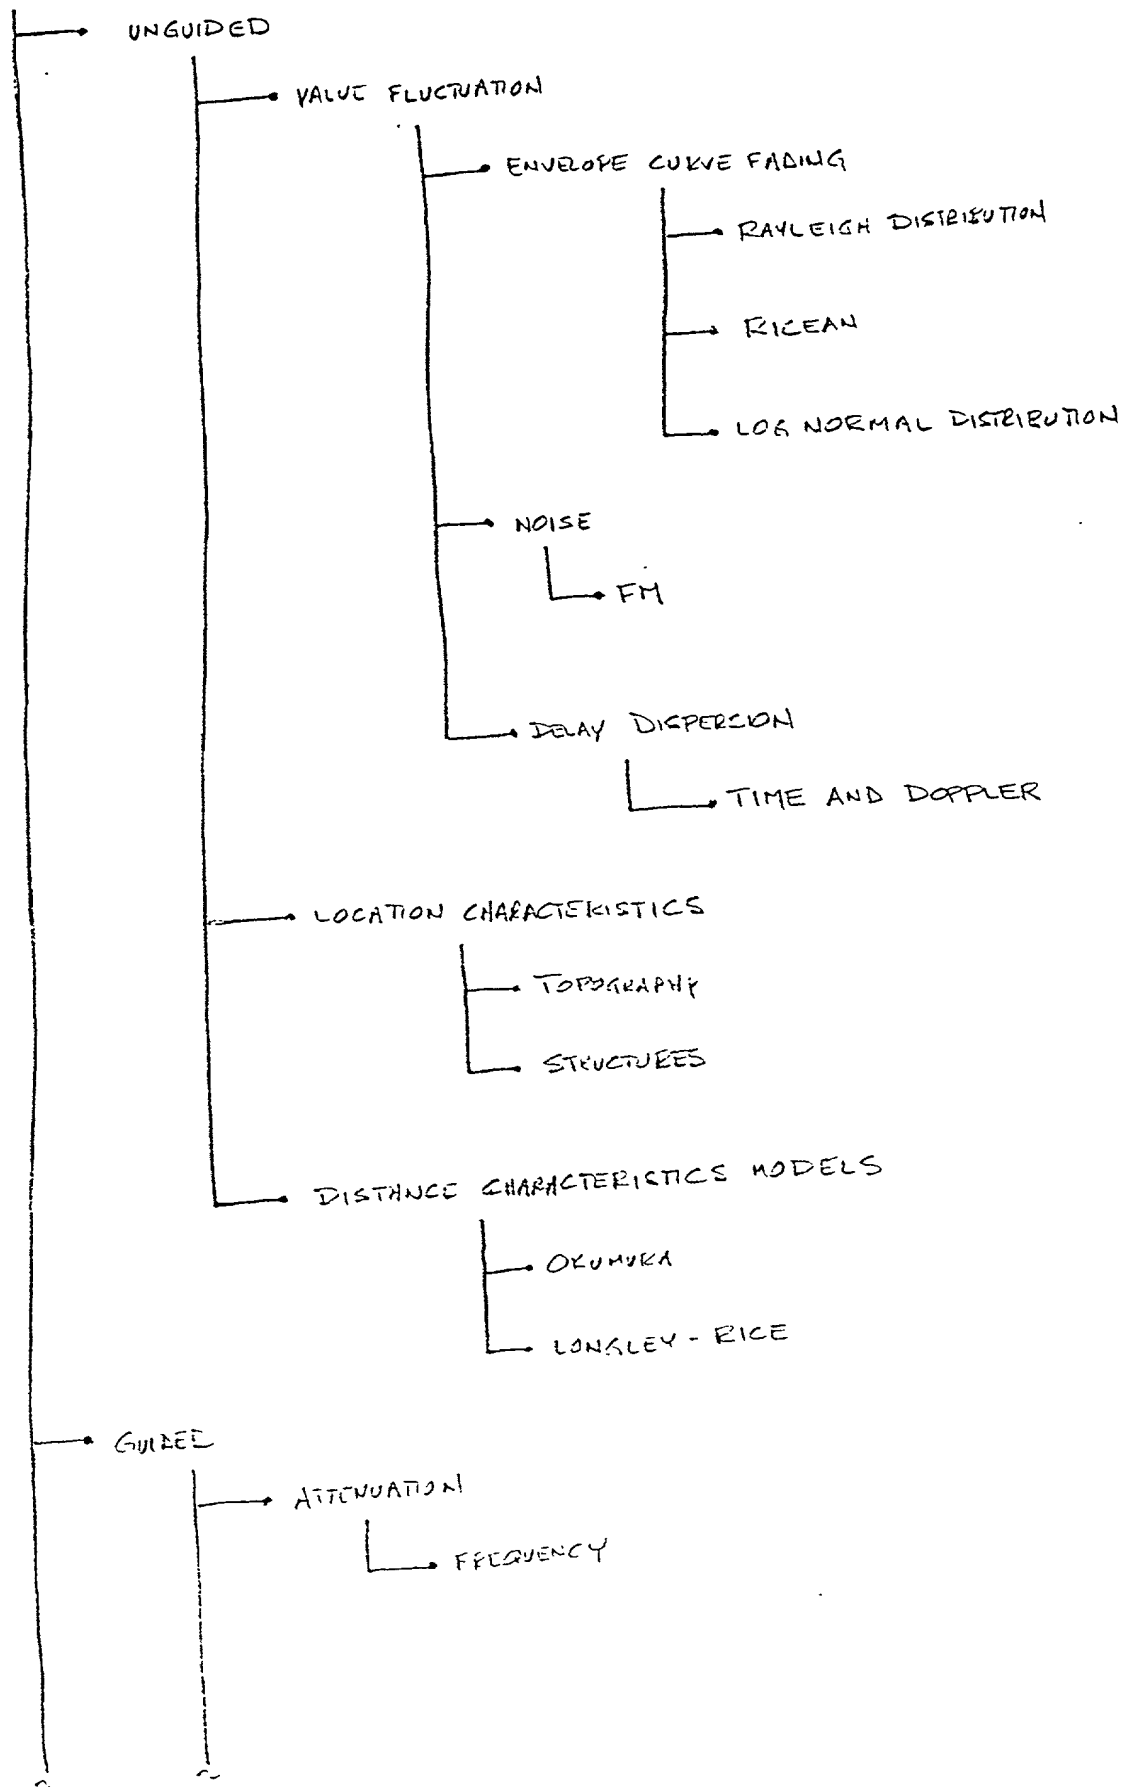 UNGUIDED
VALUE FLUCTUATION
ENVELOPE CURVE FADING
RAYLEIGH DISTRIBUTION
RICEAN
LOG NORMAL DISTRIBUTION
NOISE
FM
DELAY DISPERCION
TIME AND DOPPLER
LOCATION CHARACTERISTICS
TOPOGRAPHY
STRUCTURES
DISTANCE CHARACTERISTICS MODELS
OKUMURA
LONGLEY - RICE
GUIDED
ATTENUATION
FREQUENCY